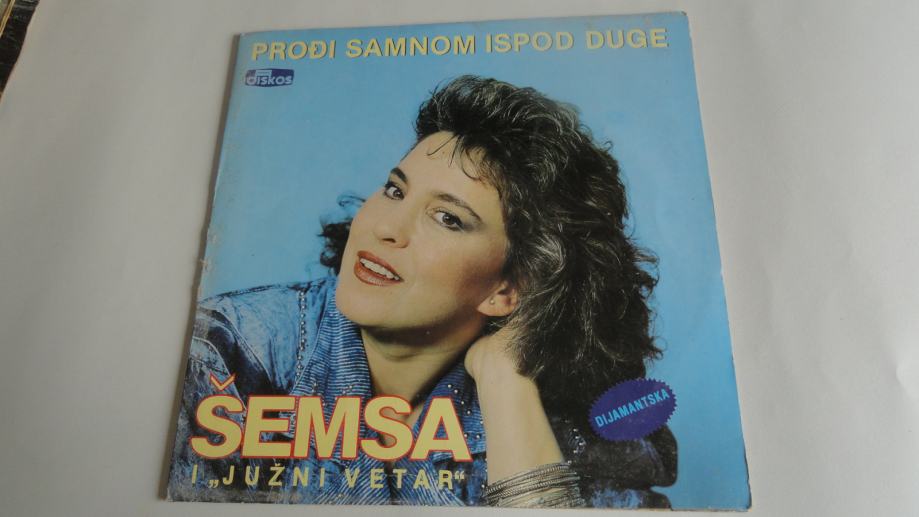 PROĐI SAMNOM ISPOD DUGE
diskos
ŠEMSA
I „JUŽNI VETAR“
DIJAMANTSKA